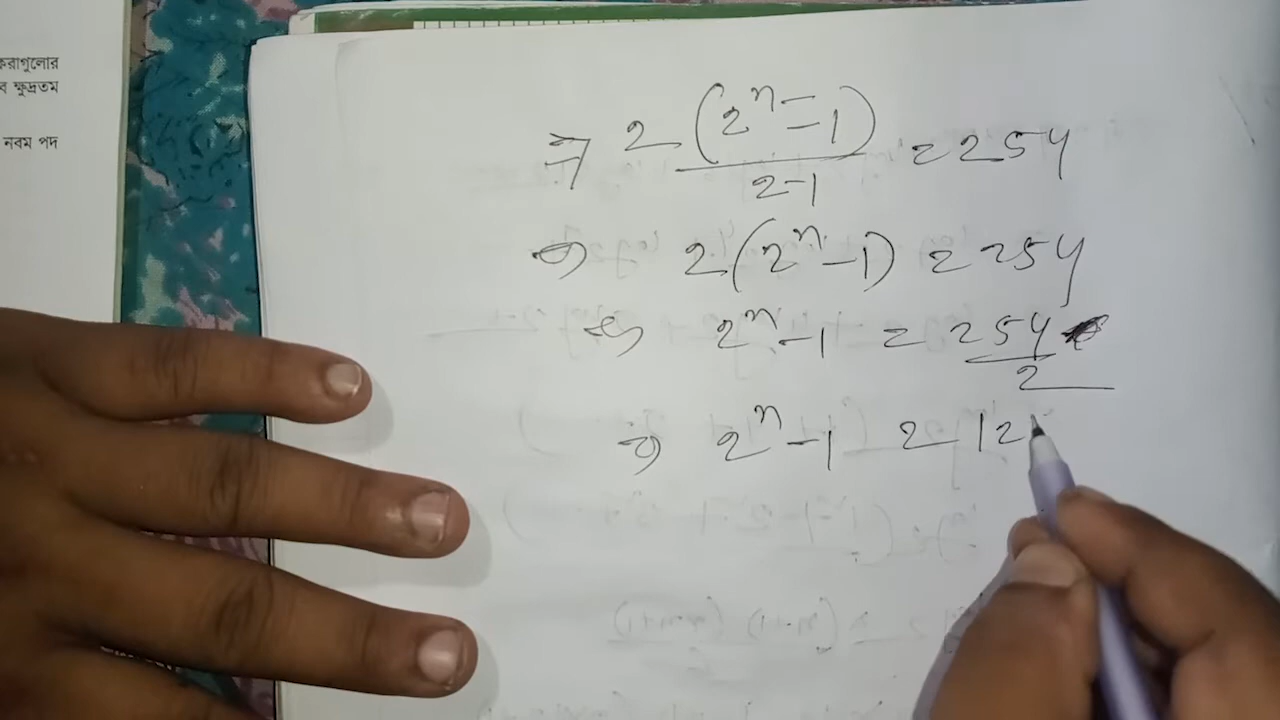 করাগুলোর
ব ক্ষুদ্রতম
নবম পদ
⇒ 2(2ⁿ-1)/2-1 = 254
⇒ 2(2ⁿ-1) = 254
⇒ 2ⁿ-1 = 254/2
⇒ 2ⁿ-1 = 12